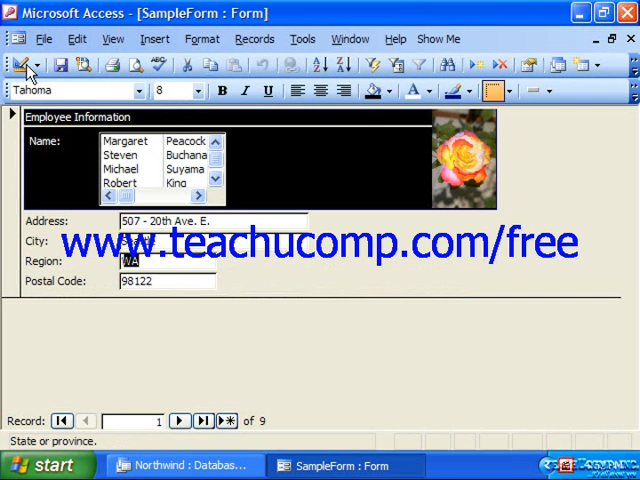 Microsoft Access - [SampleForm : Form]
File Edit View Insert Format Records Tools Window Help Show Me
Tahoma 8 B I U
Employee Information
Name:
Margaret Peacock
Steven Buchana
Michael Suyama
Robert King
Address: 507 - 20th Ave. E.
www.teachucomp.com/free
City: Seattle
Region: WA
Postal Code: 98122
Record: 1 of 9
State or province.
start Northwind : Databas... SampleForm : Form